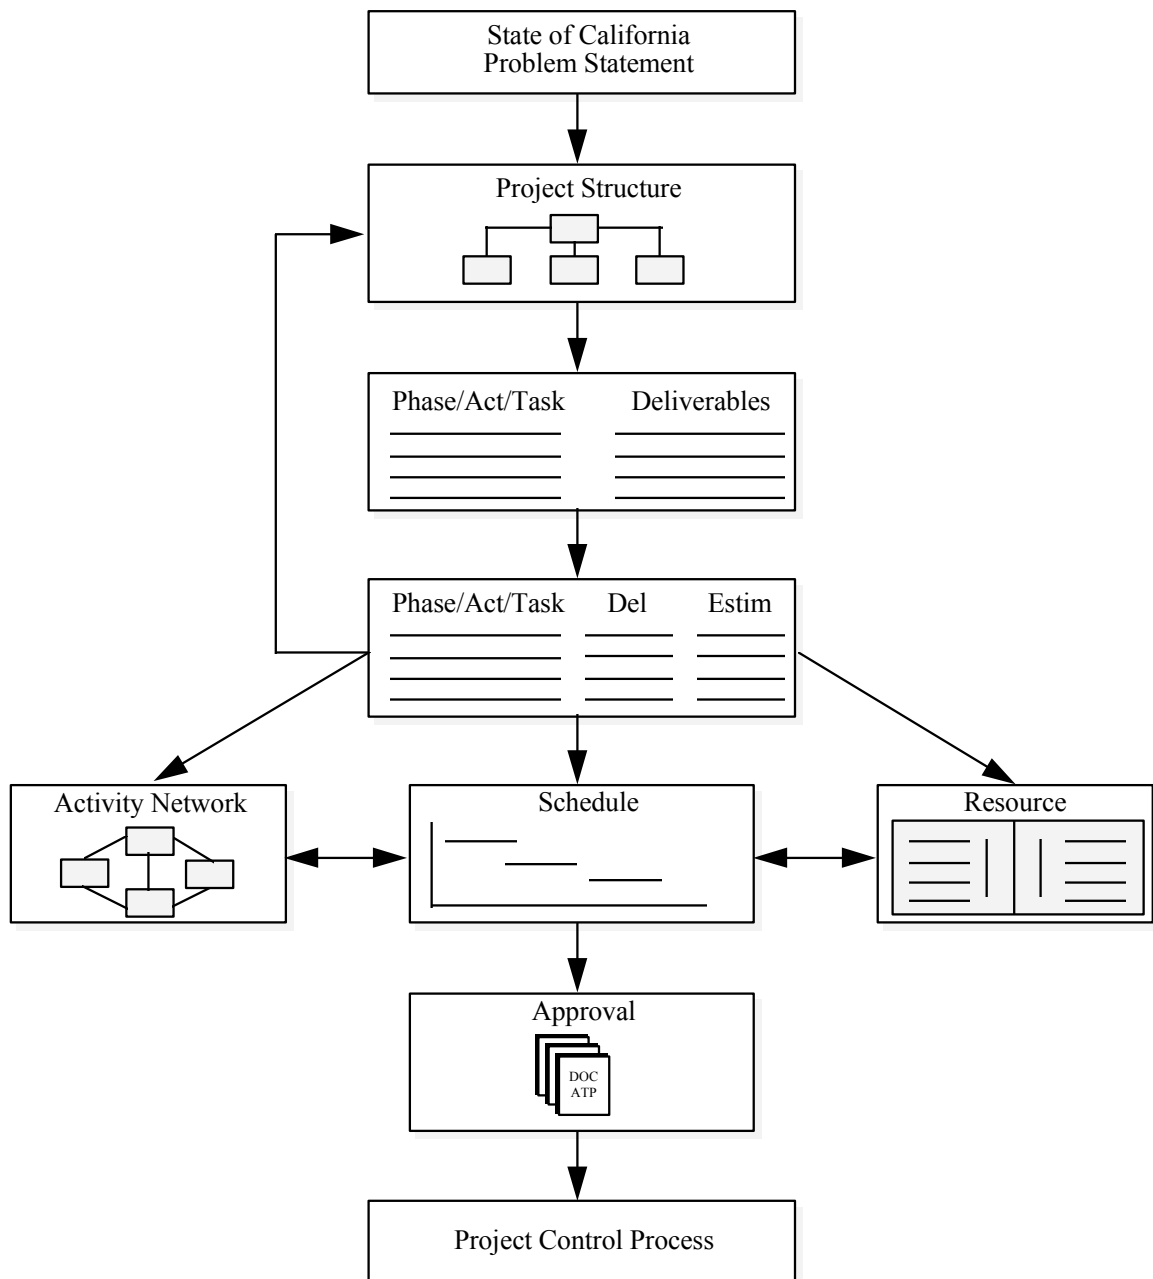 State of California
Problem Statement
Project Structure
Phase/Act/Task Deliverables
Phase/Act/Task Del Estim
Activity Network
Schedule
Resource
Approval
DOC
ATP
Project Control Process